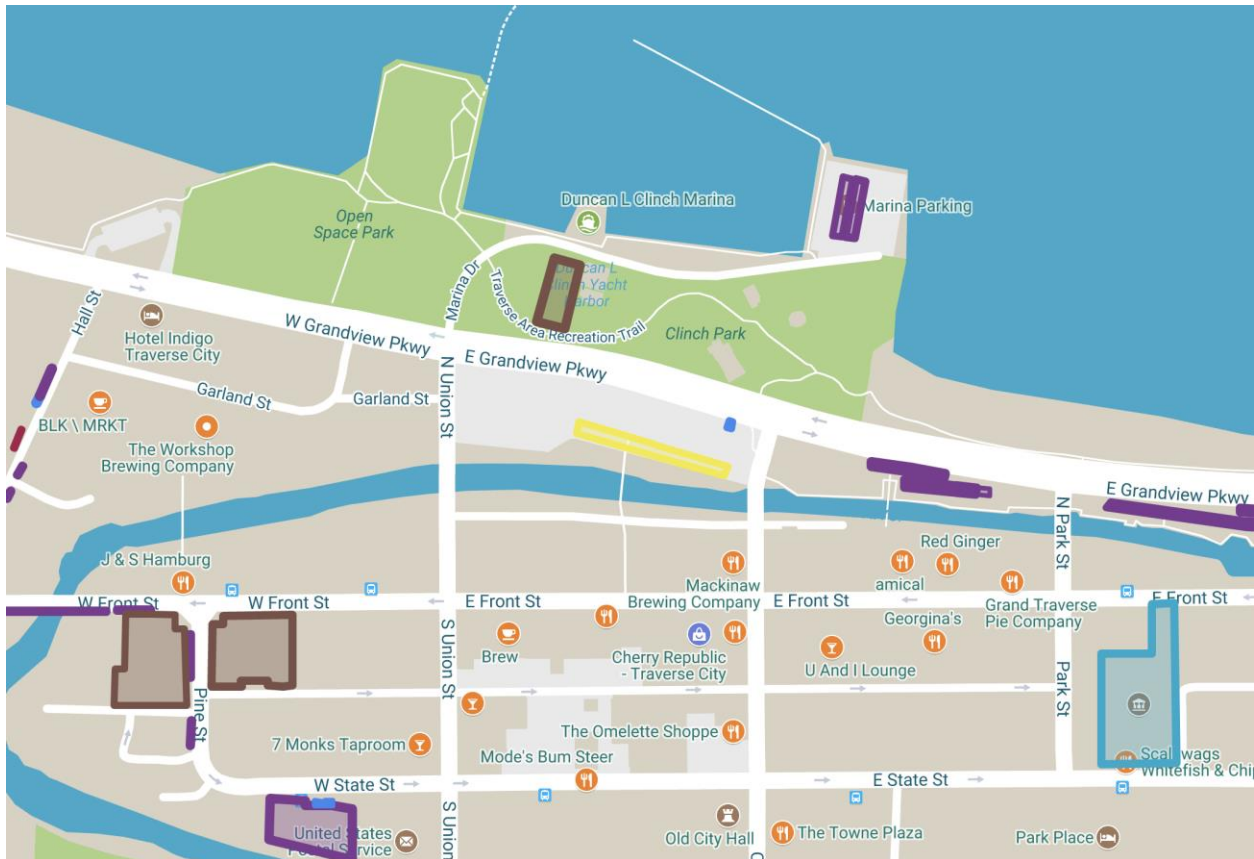 Duncan L Clinch Marina
Marina Parking
Open
Space Park
Marina Dr
Duncan L
Clinch Yacht
Harbor
Traverse Area Recreation Trail
Clinch Park
Hall St
Hotel Indigo
Traverse City
W Grandview Pkwy
E Grandview Pkwy
N Union St
Garland St
Garland St
BLK \ MRKT
The Workshop
Brewing Company
E Grandview Pkwy
N Park St
J & S Hamburg
Red Ginger
Mackinaw
Brewing Company
amical
Grand Traverse
Pie Company
W Front St
W Front St
E Front St
E Front St
E Front St
Georgina's
Brew
Cherry Republic
- Traverse City
U And I Lounge
S Union St
Pine St
Park St
7 Monks Taproom
The Omelette Shoppe
Mode's Bum Steer
Scalawags
Whitefish & Chip
W State St
E State St
S Union
United States
Postal Service
Old City Hall
The Towne Plaza
Park Place
C